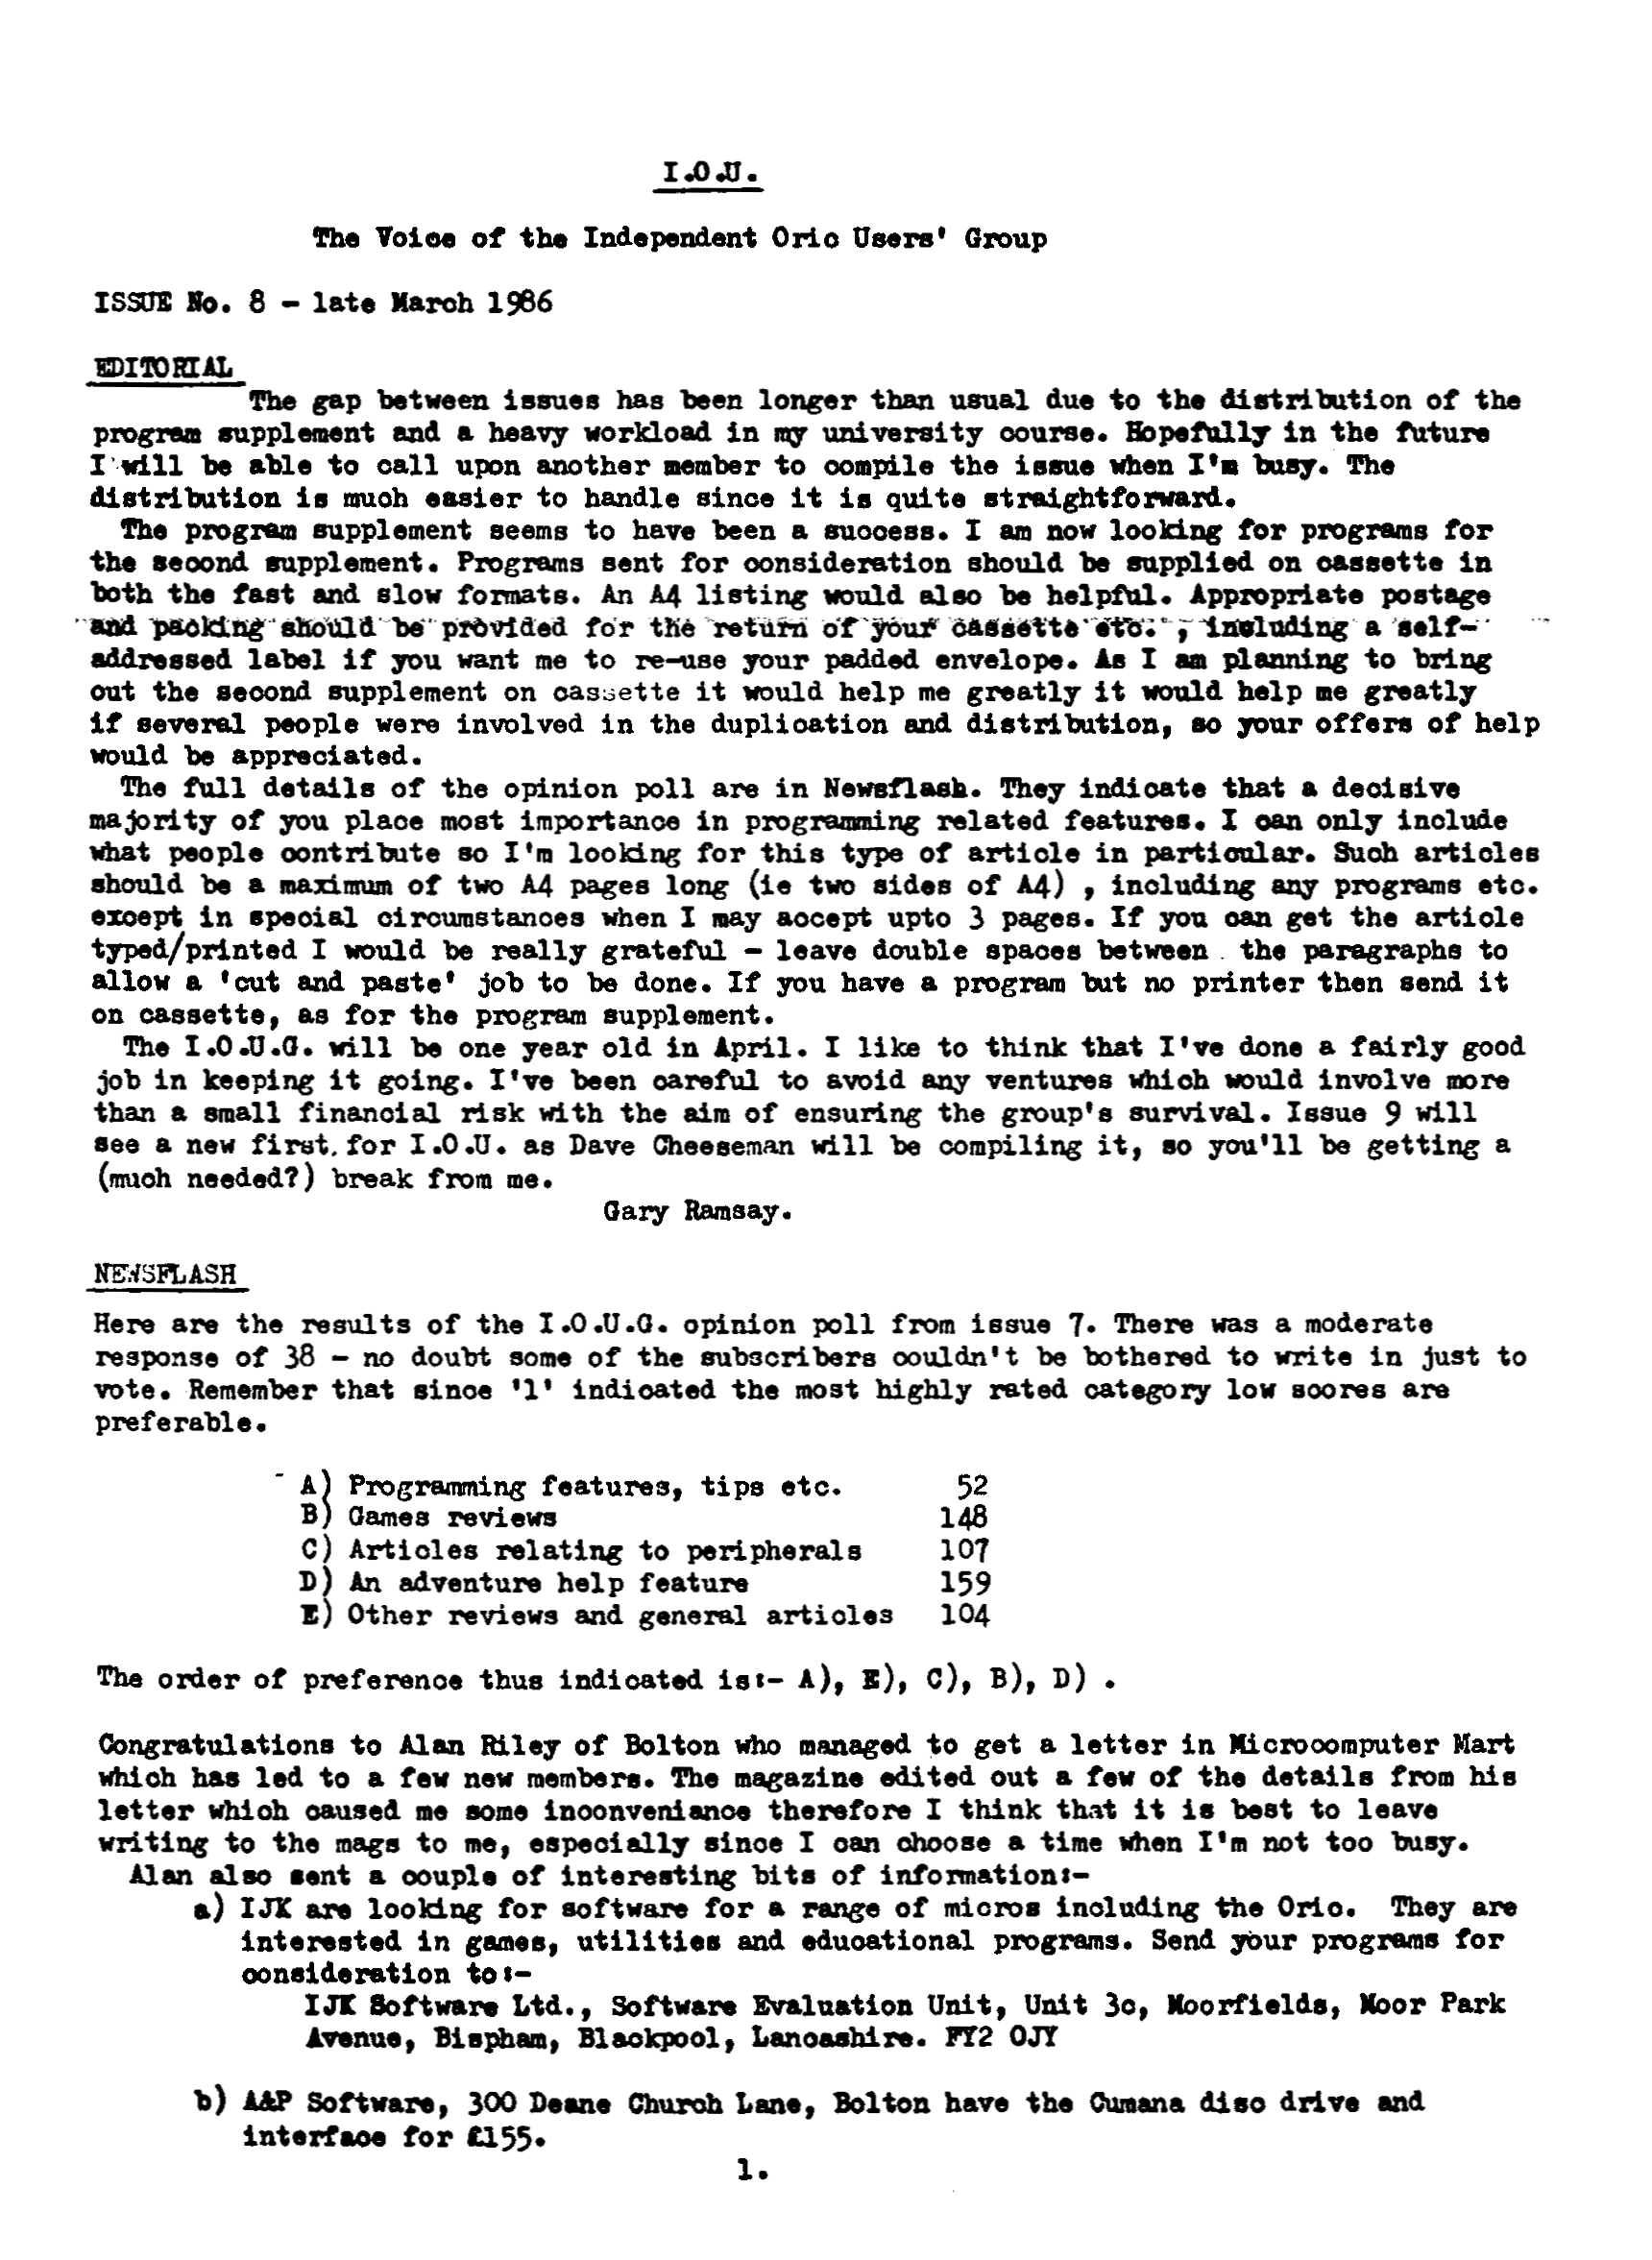 I.O.U.
The Voice of the Independent Oric Users' Group
ISSUE No. 8 - late March 1986
EDITORIAL
The gap between issues has been longer than usual due to the distribution of the
program supplement and a heavy workload in my university course. Hopefully in the future
I will be able to call upon another member to compile the issue when I'm busy. The
distribution is much easier to handle since it is quite straightforward.
The program supplement seems to have been a success. I am now looking for programs for
the second supplement. Programs sent for consideration should be supplied on cassette in
both the fast and slow formats. An A4 listing would also be helpful. Appropriate postage
and packing should be provided for the return of your cassette etc. , including a self-
addressed label if you want me to re-use your padded envelope. As I am planning to bring
out the second supplement on cassette it would help me greatly it would help me greatly
if several people were involved in the duplication and distribution, so your offers of help
would be appreciated.
The full details of the opinion poll are in Newsflash. They indicate that a decisive
majority of you place most importance in programming related features. I can only include
what people contribute so I'm looking for this type of article in particular. Such articles
should be a maximum of two A4 pages long (ie two sides of A4) , including any programs etc.
except in special circumstances when I may accept upto 3 pages. If you can get the article
typed/printed I would be really grateful - leave double spaces between the paragraphs to
allow a 'cut and paste' job to be done. If you have a program but no printer then send it
on cassette, as for the program supplement.
The I.O.U.G. will be one year old in April. I like to think that I've done a fairly good
job in keeping it going. I've been careful to avoid any ventures which would involve more
than a small financial risk with the aim of ensuring the group's survival. Issue 9 will
see a new first. for I.O.U. as Dave Cheeseman will be compiling it, so you'll be getting a
(much needed?) break from me.
Gary Ramsay.
NEWSFLASH
Here are the results of the I.O.U.G. opinion poll from issue 7. There was a moderate
response of 38 - no doubt some of the subscribers couldn't be bothered to write in just to
vote. Remember that since '1' indicated the most highly rated category low scores are
preferable.
A) Programming features, tips etc. 52
B) Games reviews 148
C) Articles relating to peripherals 107
D) An adventure help feature 159
E) Other reviews and general articles 104
The order of preference thus indicated is:- A), E), C), B), D) .
Congratulations to Alan Riley of Bolton who managed to get a letter in Microcomputer Mart
which has led to a few new members. The magazine edited out a few of the details from his
letter which caused me some inconveniance therefore I think that it is best to leave
writing to the mags to me, especially since I can choose a time when I'm not too busy.
Alan also sent a couple of interesting bits of information:-
a) IJK are looking for software for a range of micros including the Oric. They are
interested in games, utilities and educational programs. Send your programs for
consideration to:-
IJK Software Ltd., Software Evaluation Unit, Unit 3c, Moorfields, Moor Park
Avenue, Bispham, Blackpool, Lancashire. FY2 OJY
b) A&P Software, 300 Deane Church Lane, Bolton have the Cumana disc drive and
interface for £155.
1.